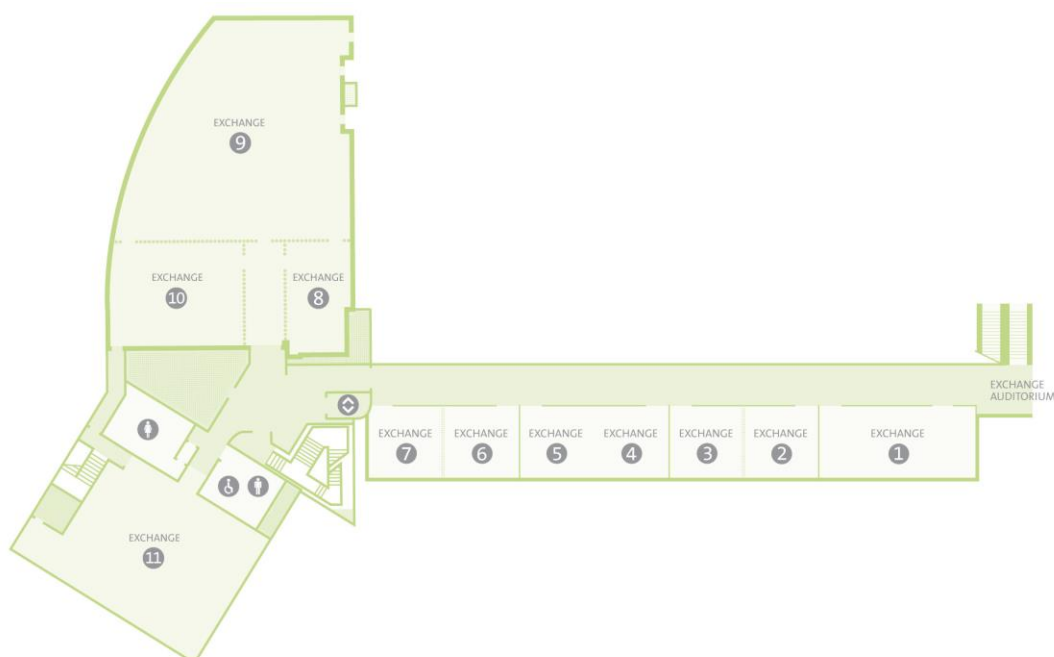 EXCHANGE
9
EXCHANGE
10
EXCHANGE
8
EXCHANGE
AUDITORIUM
EXCHANGE
7
EXCHANGE
6
EXCHANGE
5
EXCHANGE
4
EXCHANGE
3
EXCHANGE
2
EXCHANGE
1
EXCHANGE
11